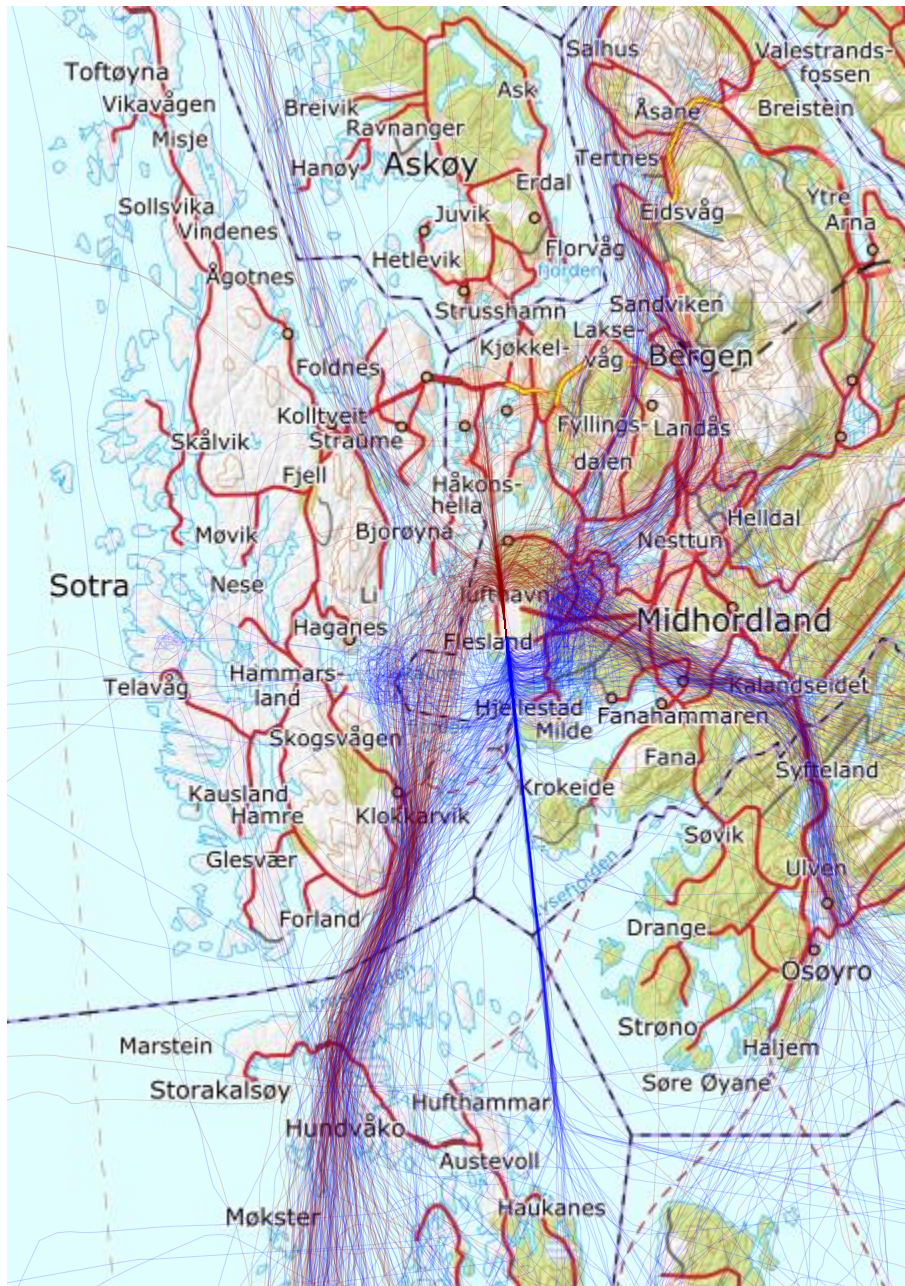 Salhus
Valestrands-
fossen
Toftøyna
Vikavågen
Ask
Breivik
Åsane
Breistein
Misje
Ravnanger
Hanøy
Askøy
Tertnes
Erdal
Ytre
Arna
Sollsvika
Juvik
Eidsvåg
Vindenes
Florvåg
Hetlevik
fjorden
Ågotnes
Sandviken
Strusshamn
Lakse-
våg
Kjøkkel-
Bergen
Foldnes
Kolltveit
Straume
Skålvik
Fyllings-
dalen
Landås
Fjell
Håkons-
hella
Helldal
Møvik
Bjorøyna
Nesttun
Sotra
Nese
Li
lufthavn
Flesland
Midhordland
Haganes
Telavåg
Hammars-
land
Kalandseidet
Hjellestad
Milde
Fanahammaren
Skogsvågen
Fana
Syfteland
Krokeide
Kausland
Hamre
Klokkarvik
Søvik
Glesvær
Ulven
Lysefjorden
Forland
Drange
Osøyro
Strøno
Marstein
Haljem
Storakalsøy
Søre Øyane
Hufthammar
Hundvåko
Austevoll
Haukanes
Møkster